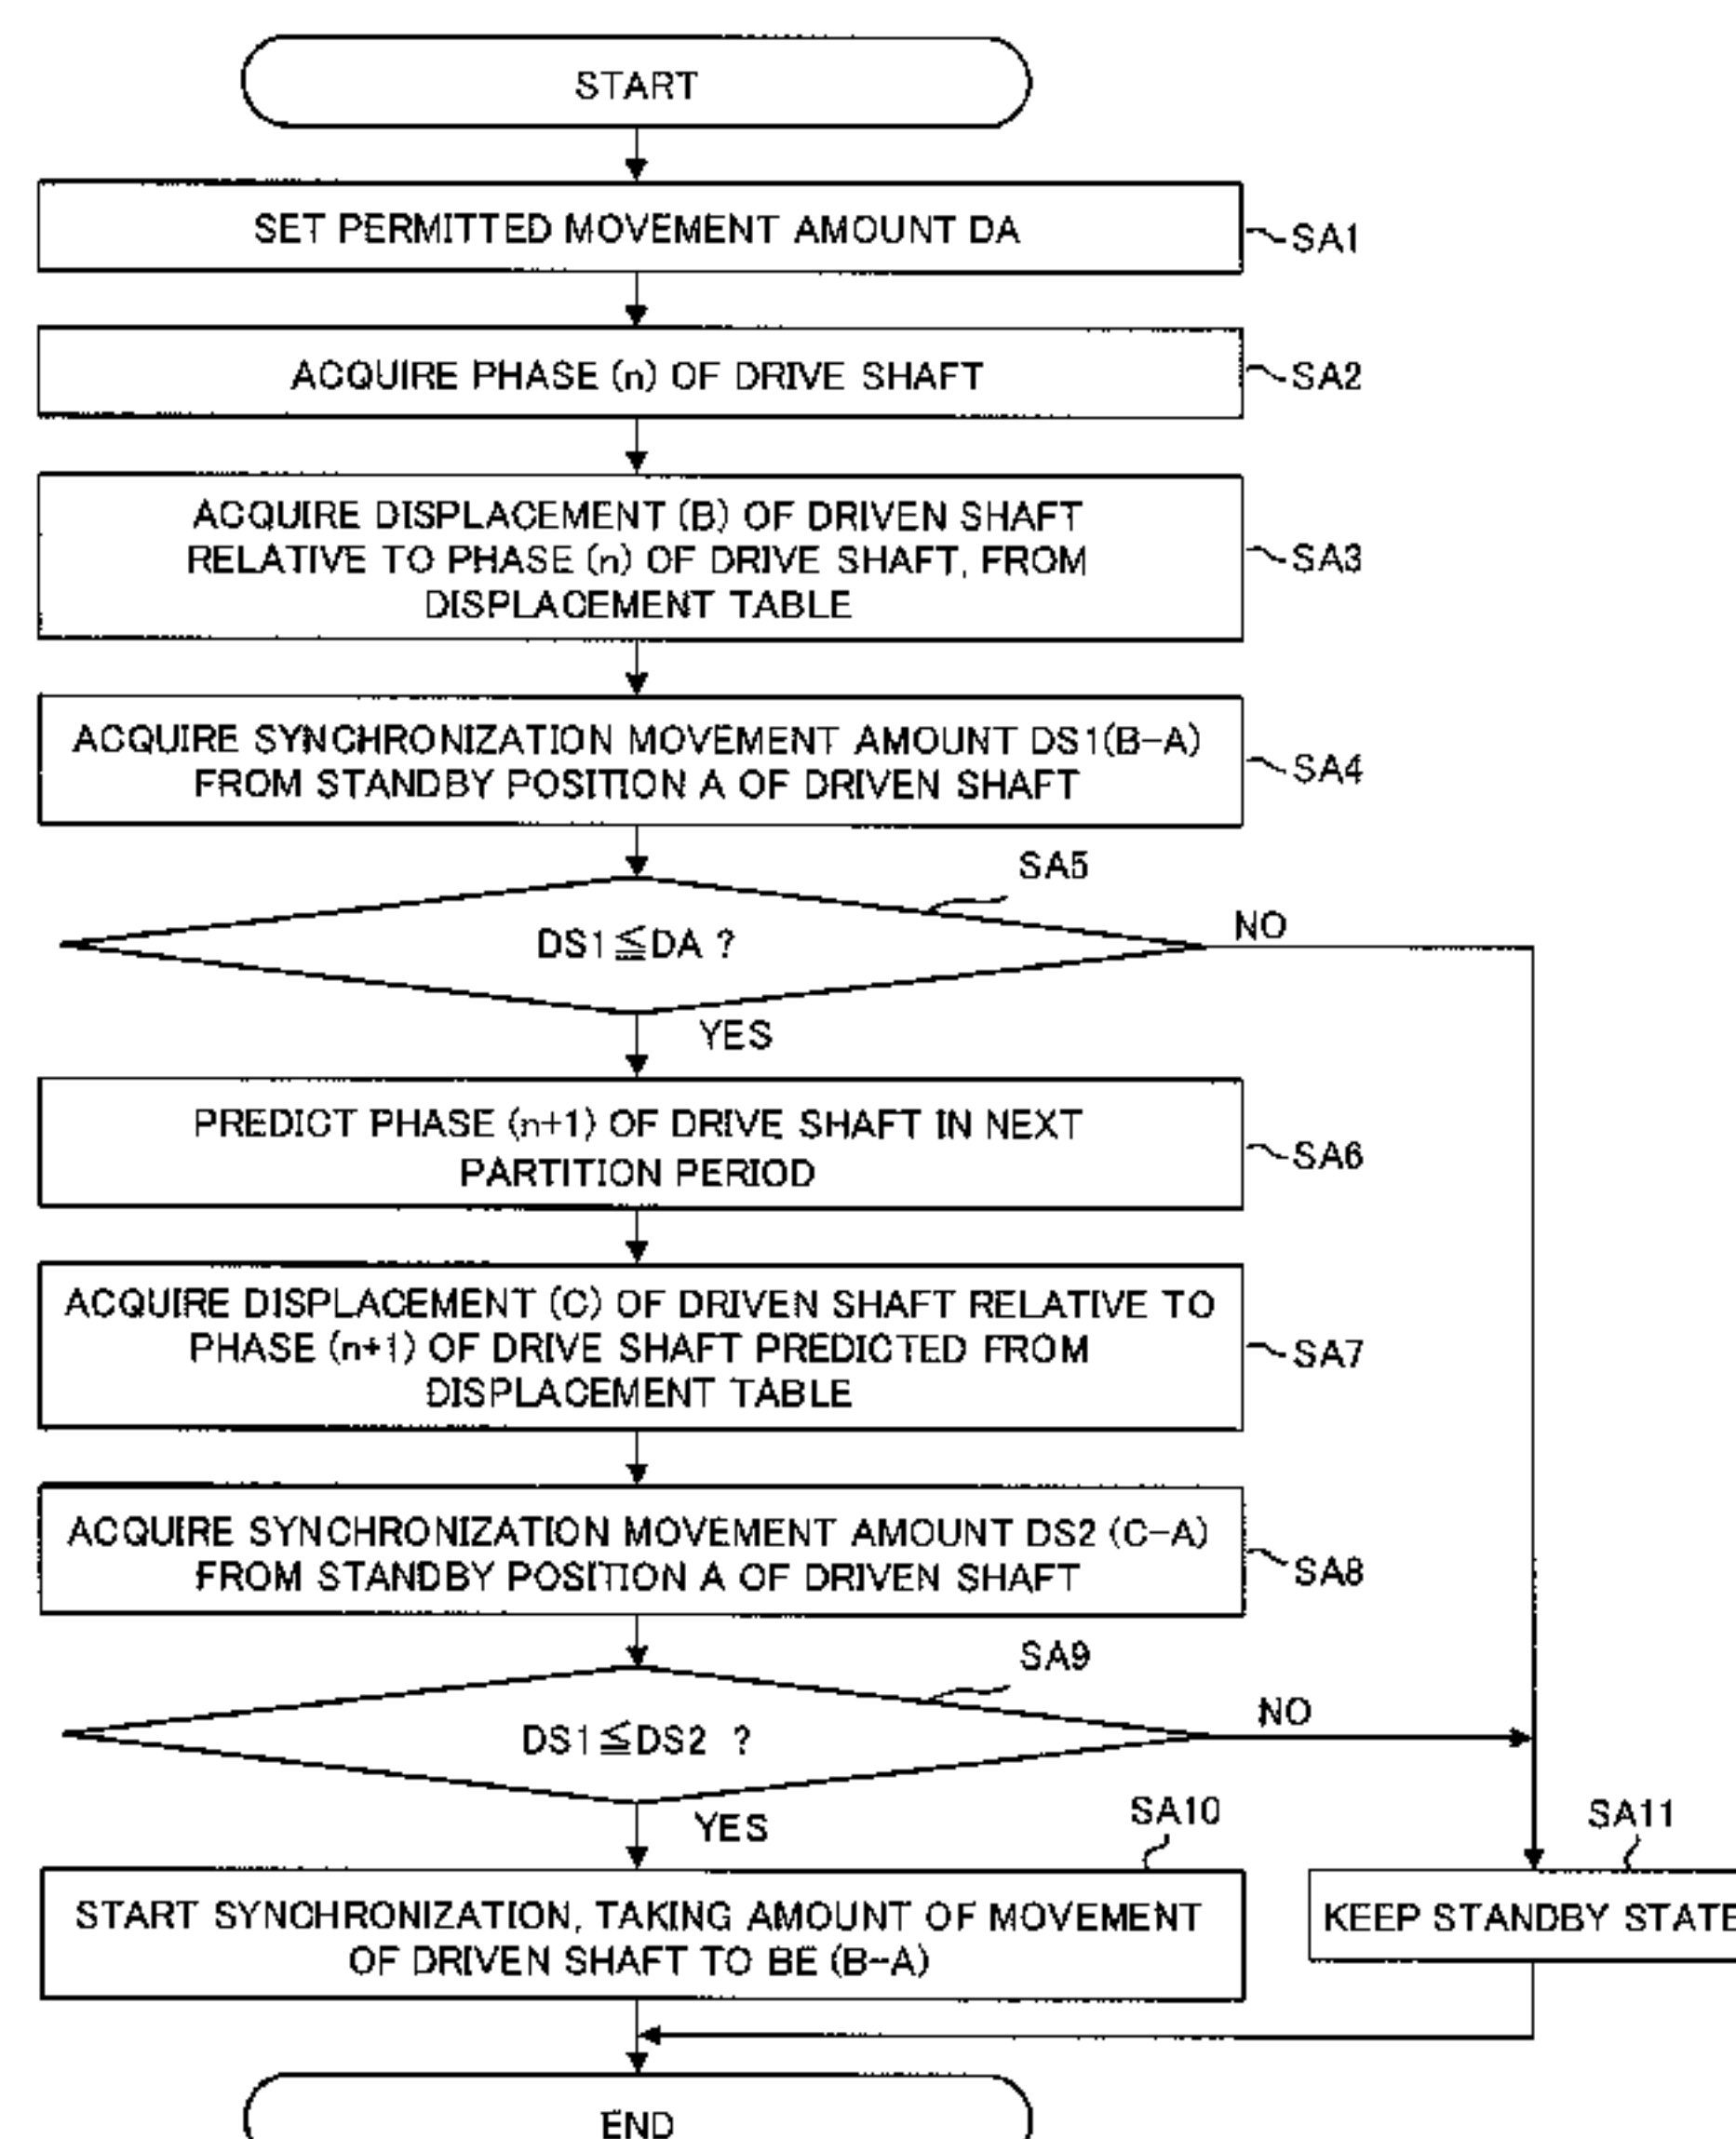 START
SET PERMITTED MOVEMENT AMOUNT DA
SA1
ACQUIRE PHASE (n) OF DRIVE SHAFT
SA2
ACQUIRE DISPLACEMENT (B) OF DRIVEN SHAFT
RELATIVE TO PHASE (n) OF DRIVE SHAFT, FROM
DISPLACEMENT TABLE
SA3
ACQUIRE SYNCHRONIZATION MOVEMENT AMOUNT DS1(B-A)
FROM STANDBY POSITION A OF DRIVEN SHAFT
SA4
SA5
DS1≦DA ?
NO
YES
PREDICT PHASE (n+1) OF DRIVE SHAFT IN NEXT
PARTITION PERIOD
SA6
ACQUIRE DISPLACEMENT (C) OF DRIVEN SHAFT RELATIVE TO
PHASE (n+1) OF DRIVE SHAFT PREDICTED FROM
DISPLACEMENT TABLE
SA7
ACQUIRE SYNCHRONIZATION MOVEMENT AMOUNT DS2 (C-A)
FROM STANDBY POSITION A OF DRIVEN SHAFT
SA8
SA9
DS1≦DS2 ?
NO
YES
SA10
START SYNCHRONIZATION, TAKING AMOUNT OF MOVEMENT
OF DRIVEN SHAFT TO BE (B-A)
SA11
KEEP STANDBY STATE
END